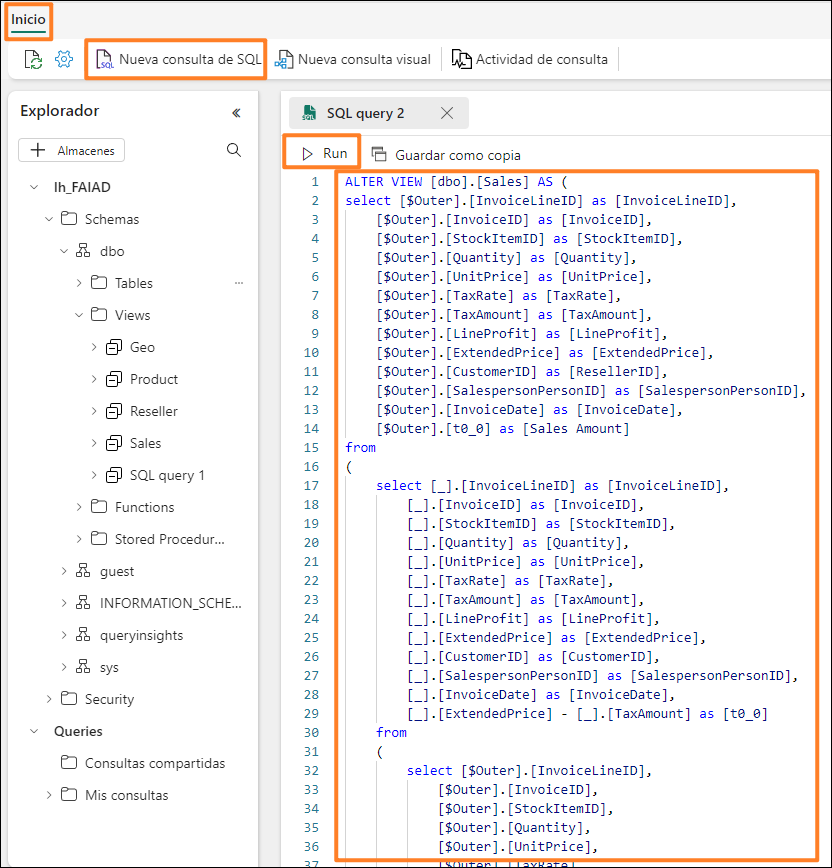 Inicio
Nueva consulta de SQL
Nueva consulta visual
Actividad de consulta
Explorador
Almacenes
lh_FAIAD
Schemas
dbo
Tables
Views
Geo
Product
Reseller
Sales
SQL query 1
Functions
Stored Procedur...
guest
INFORMATION_SCHE...
queryinsights
sys
Security
Queries
Consultas compartidas
Mis consultas
SQL query 2
Run
Guardar como copia
1 ALTER VIEW [dbo].[Sales] AS (
2 select [$Outer].[InvoiceLineID] as [InvoiceLineID],
3 [$Outer].[InvoiceID] as [InvoiceID],
4 [$Outer].[StockItemID] as [StockItemID],
5 [$Outer].[Quantity] as [Quantity],
6 [$Outer].[UnitPrice] as [UnitPrice],
7 [$Outer].[TaxRate] as [TaxRate],
8 [$Outer].[TaxAmount] as [TaxAmount],
9 [$Outer].[LineProfit] as [LineProfit],
10 [$Outer].[ExtendedPrice] as [ExtendedPrice],
11 [$Outer].[CustomerID] as [ResellerID],
12 [$Outer].[SalespersonPersonID] as [SalespersonPersonID],
13 [$Outer].[InvoiceDate] as [InvoiceDate],
14 [$Outer].[t0_0] as [Sales Amount]
15 from
16 (
17 select [_].[InvoiceLineID] as [InvoiceLineID],
18 [_].[InvoiceID] as [InvoiceID],
19 [_].[StockItemID] as [StockItemID],
20 [_].[Quantity] as [Quantity],
21 [_].[UnitPrice] as [UnitPrice],
22 [_].[TaxRate] as [TaxRate],
23 [_].[TaxAmount] as [TaxAmount],
24 [_].[LineProfit] as [LineProfit],
25 [_].[ExtendedPrice] as [ExtendedPrice],
26 [_].[CustomerID] as [CustomerID],
27 [_].[SalespersonPersonID] as [SalespersonPersonID],
28 [_].[InvoiceDate] as [InvoiceDate],
29 [_].[ExtendedPrice] - [_].[TaxAmount] as [t0_0]
30 from
31 (
32 select [$Outer].[InvoiceLineID],
33 [$Outer].[InvoiceID],
34 [$Outer].[StockItemID],
35 [$Outer].[Quantity],
36 [$Outer].[UnitPrice],
37 [$Outer].[TaxRate],